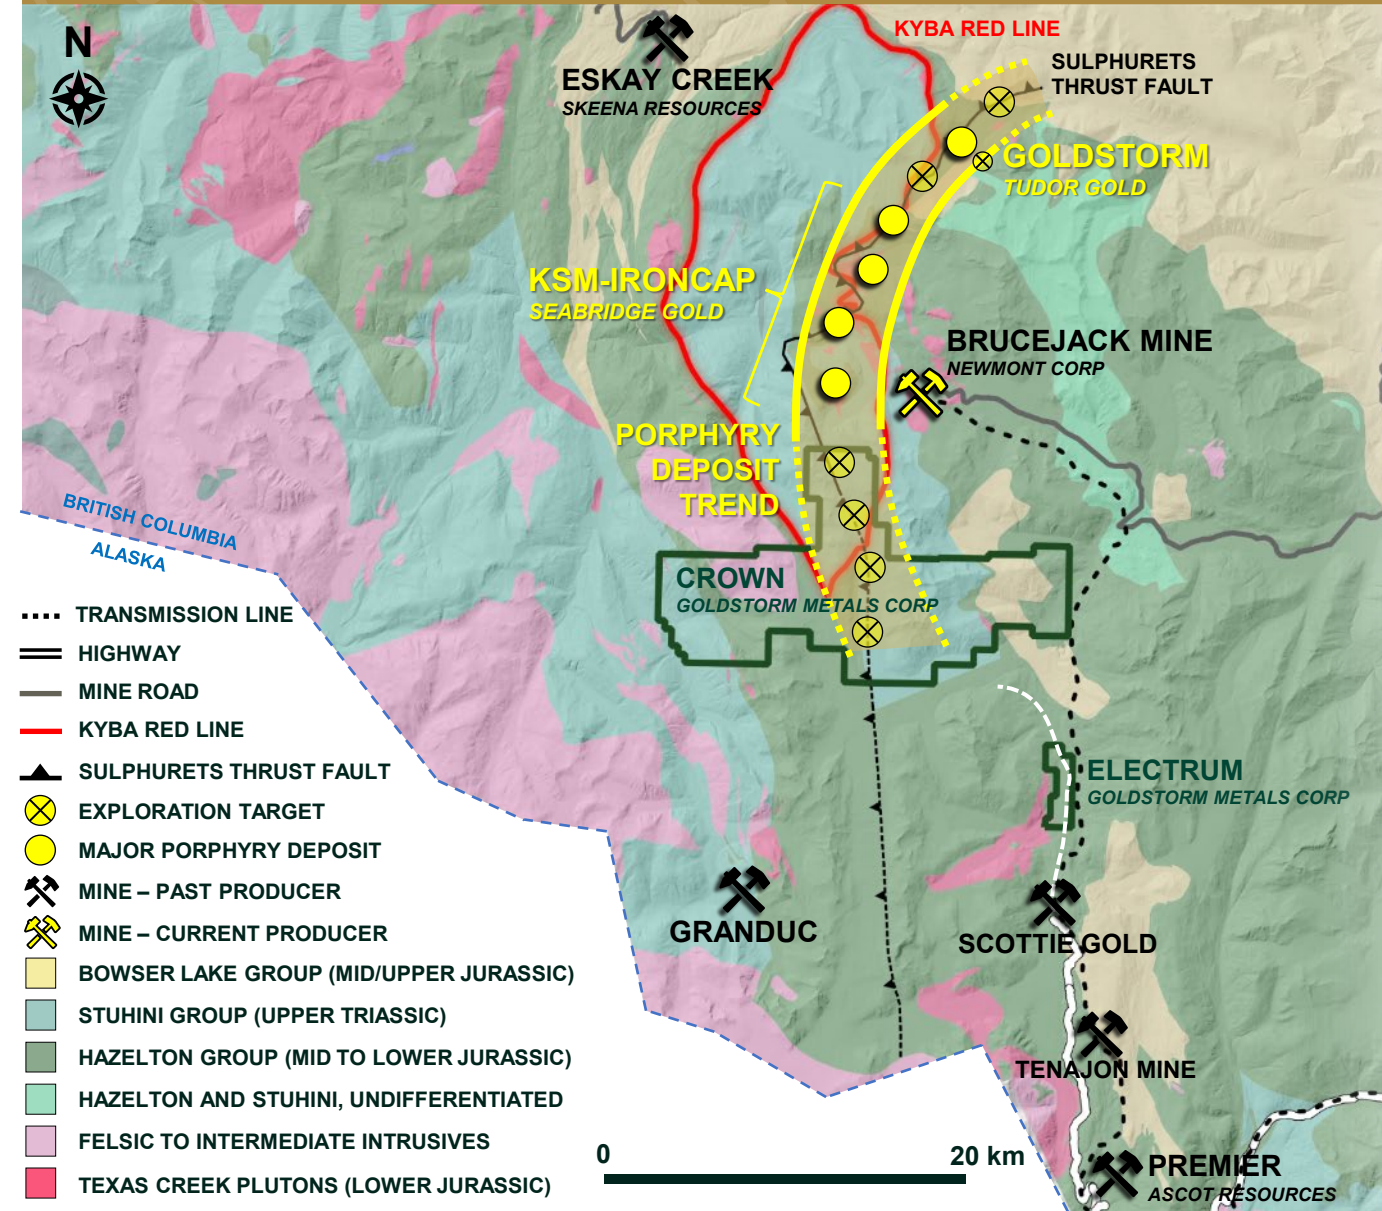 N
KYBA RED LINE
ESKAY CREEK
SKEENA RESOURCES
SULPHURETS
THRUST FAULT
GOLDSTORM
TUDOR GOLD
KSM-IRONCAP
SEABRIDGE GOLD
BRUCEJACK MINE
NEWMONT CORP
PORPHYRY
DEPOSIT
TREND
BRITISH COLUMBIA
ALASKA
CROWN
GOLDSTORM METALS CORP
TRANSMISSION LINE
HIGHWAY
MINE ROAD
KYBA RED LINE
SULPHURETS THRUST FAULT
EXPLORATION TARGET
MAJOR PORPHYRY DEPOSIT
MINE – PAST PRODUCER
MINE – CURRENT PRODUCER
BOWSER LAKE GROUP (MID/UPPER JURASSIC)
STUHINI GROUP (UPPER TRIASSIC)
HAZELTON GROUP (MID TO LOWER JURASSIC)
HAZELTON AND STUHINI, UNDIFFERENTIATED
FELSIC TO INTERMEDIATE INTRUSIVES
TEXAS CREEK PLUTONS (LOWER JURASSIC)
ELECTRUM
GOLDSTORM METALS CORP
GRANDUC
SCOTTIE GOLD
TENAJON MINE
0 20 km
PREMIER
ASCOT RESOURCES